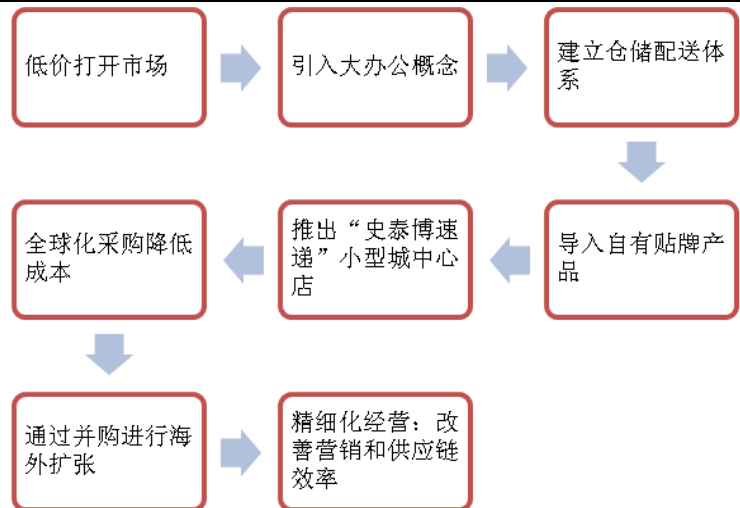 低价打开市场
引入大办公概念
建立仓储配送体
系
导入自有贴牌产
品
推出“史泰博速
递”小型城中心
店
全球化采购降低
成本
通过并购进行海
外扩张
精细化经营：改
善营销和供应链
效率